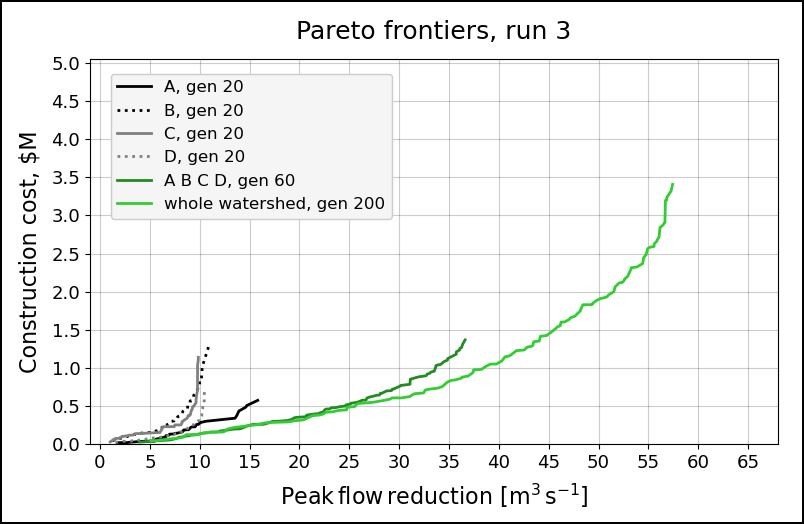 Pareto frontiers, run 3
5.0
4.5
4.0
3.5
3.0
2.5
2.0
1.5
1.0
0.5
0.0
Construction cost, $M
A, gen 20
B, gen 20
C, gen 20
D, gen 20
A B C D, gen 60
whole watershed, gen 200
0 5 10 15 20 25 30 35 40 45 50 55 60 65
Peak flow reduction [m³ s⁻¹]